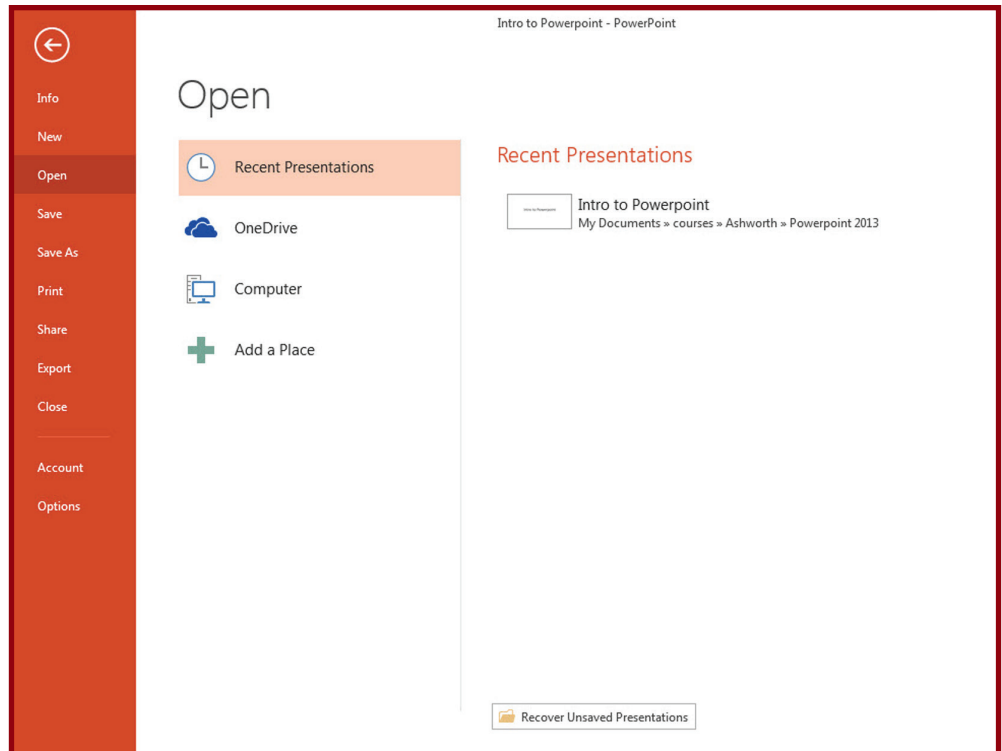 Intro to Powerpoint - PowerPoint
Info
New
Open
Save
Save As
Print
Share
Export
Close
Account
Options
Open
Recent Presentations
OneDrive
Computer
Add a Place
Recent Presentations
Intro to Powerpoint
My Documents » courses » Ashworth » Powerpoint 2013
Recover Unsaved Presentations